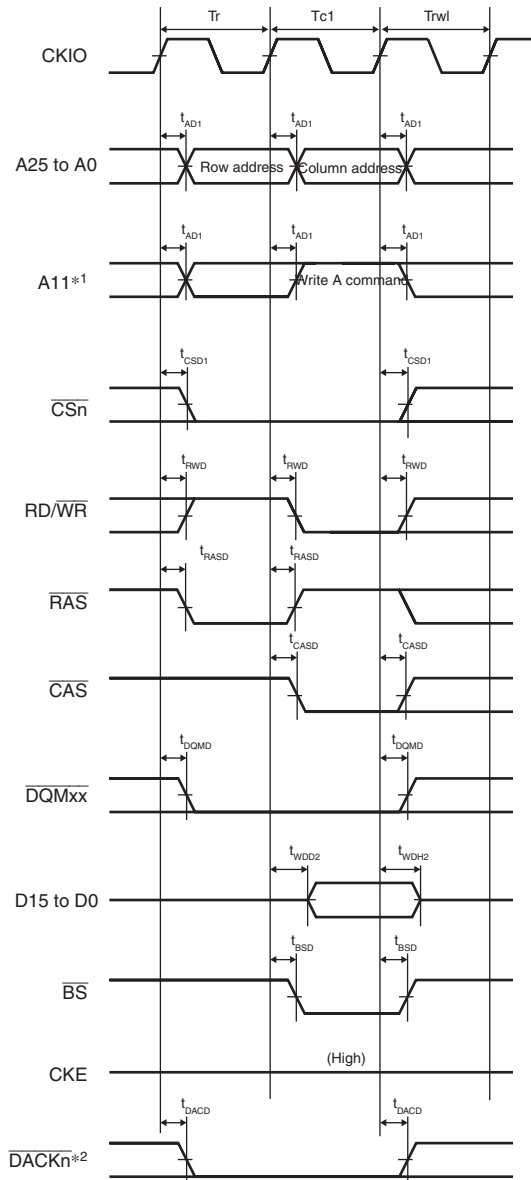 Tr Tc1 Trwl
CKIO
tAD1 tAD1 tAD1
A25 to A0 Row address Column address
tAD1 tAD1 tAD1
A11*1 Write A command
tCSD1 tCSD1
CSn
tRWD tRWD tRWD
RD/WR
tRASD tRASD
RAS
tCASD tCASD
CAS
tDQMD tDQMD
DQMxx
tWDD2 tWDH2
D15 to D0
tBSD tBSD
BS
(High)
CKE
tDACD tDACD
DACKn*2